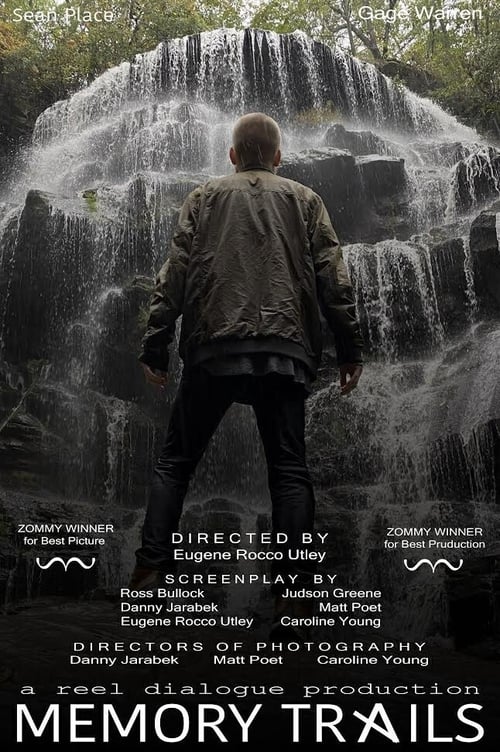 Sean Place Gage Warren
ZOMMY WINNER
for Best Picture
ZOMMY WINNER
for Best Pruduction
DIRECTED BY
Eugene Rocco Utley
SCREENPLAY BY
Ross Bullock Judson Greene
Danny Jarabek Matt Poet
Eugene Rocco Utley Caroline Young
DIRECTORS OF PHOTOGRAPHY
Danny Jarabek Matt Poet Caroline Young
a reel dialogue production
MEMORY TRAILS